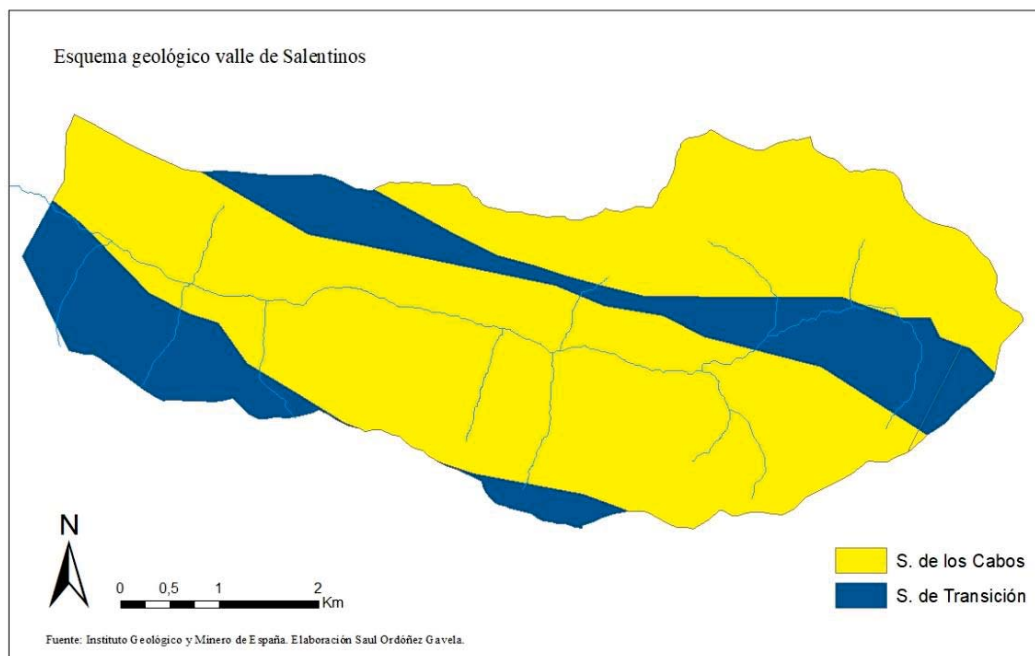 Esquema geológico valle de Salentinos
N
0 0,5 1 2
Km
S. de los Cabos
S. de Transición
Fuente: Instituto Geológico y Minero de España. Elaboración Saul Ordóñez Gavela.